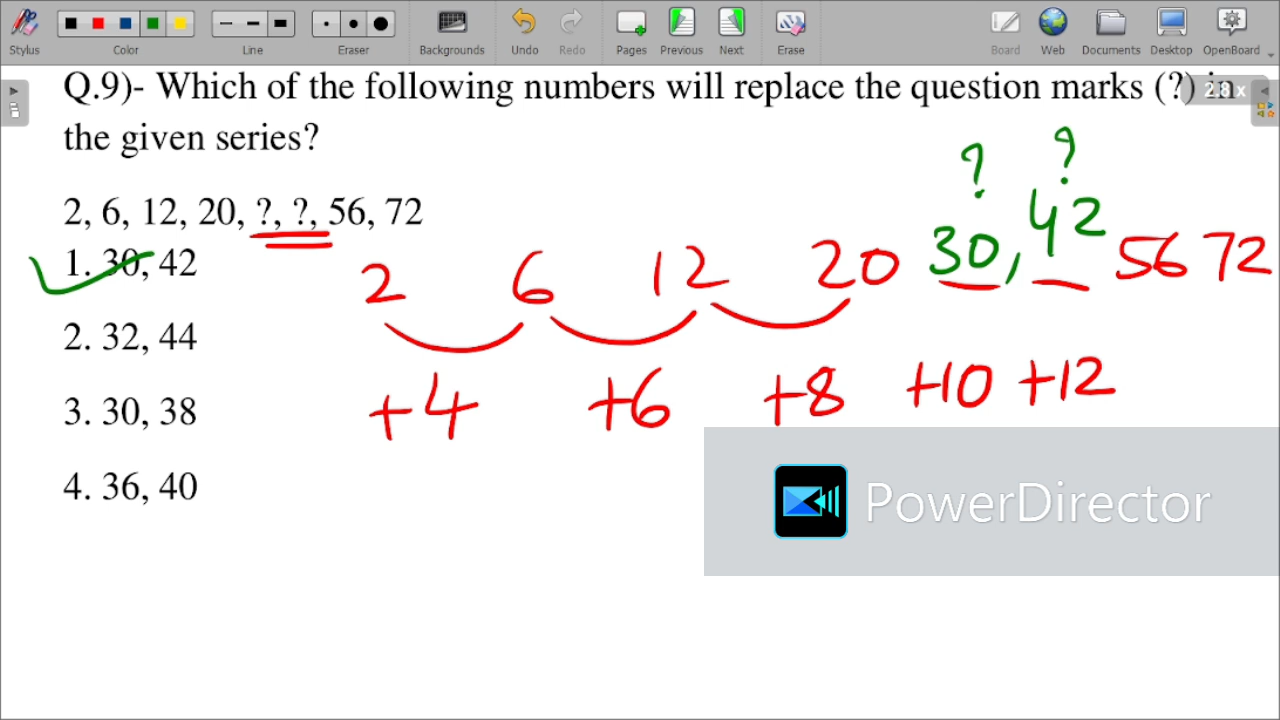 Stylus Color Line Eraser Backgrounds Undo Redo Pages Previous Next Erase Board Web Documents Desktop OpenBoard
Q.9)- Which of the following numbers will replace the question marks (?) in
2.8 x
the given series?
? ?
2, 6, 12, 20, ?, ?, 56, 72
1. 30, 42
2 6 12 20 30, 42 56 72
2. 32, 44
+4 +6 +8 +10 +12
3. 30, 38
4. 36, 40
PowerDirector